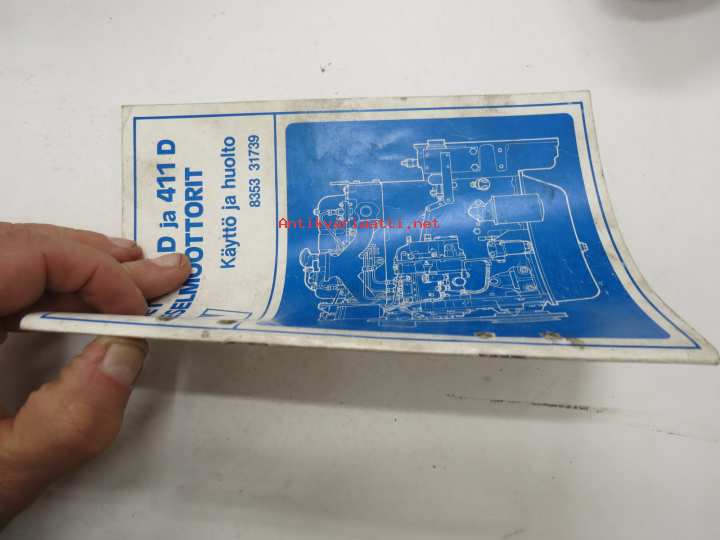 D ja 411 D
SELMOOTTORIT
Käyttö ja huolto
8353 31739
Antikvariaatti.net